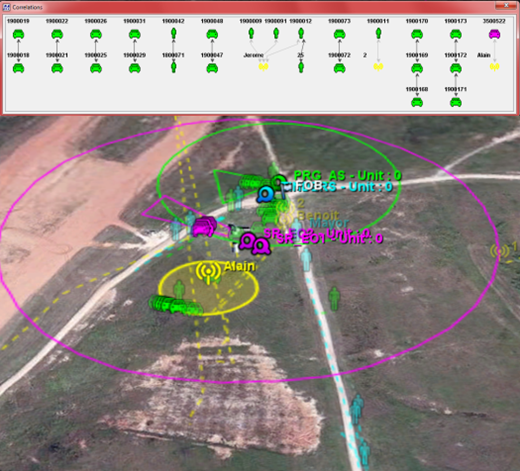 Correlations
1900019 1900022 1900026 1900031 1900042 1900048 1900009 1900091 1900012 1900073 1900011 1900170 1900173 3500522
1900018 1900021 1900025 1900029 1800071 1900047 Jerome 25 1900072 2 1900169 1900172 Alain
1900168 1900171
PRG_AS - Unit : 0
FOB
- Unit : 0
2
Benoit
Mayor
SR_EO1 - Unit : 0
Alain